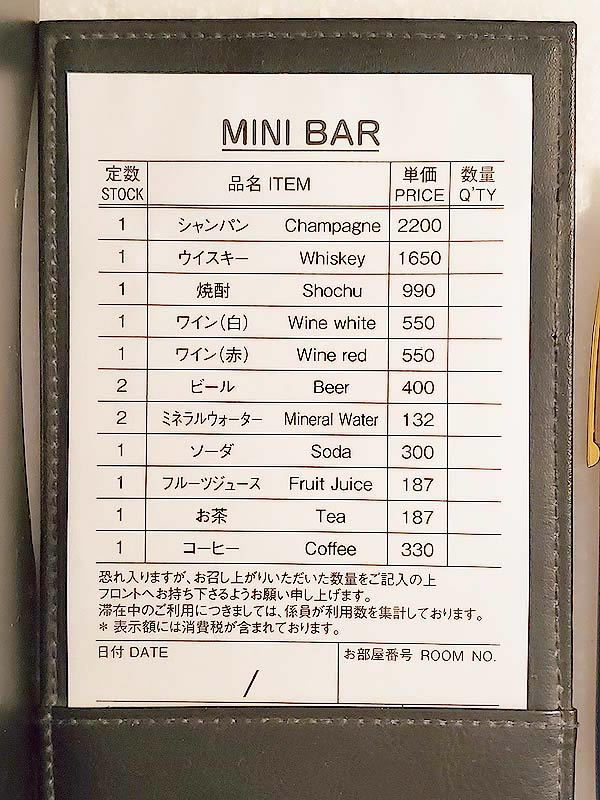 MINI BAR
定数 STOCK 品名 ITEM 単価 PRICE 数量 Q'TY
1 シャンパン Champagne 2200
1 ウイスキー Whiskey 1650
1 焼酎 Shochu 990
1 ワイン(白) Wine white 550
1 ワイン(赤) Wine red 550
2 ビール Beer 400
2 ミネラルウォーター Mineral Water 132
1 ソーダ Soda 300
1 フルーツジュース Fruit Juice 187
1 お茶 Tea 187
1 コーヒー Coffee 330
恐れ入りますが、お召し上がりいただいた数量をご記入の上
フロントへお持ち下さるようお願い申し上げます。
滞在中のご利用につきましては、係員が利用数を集計しております。
* 表示額には消費税が含まれております。
日付 DATE お部屋番号 ROOM NO.
/